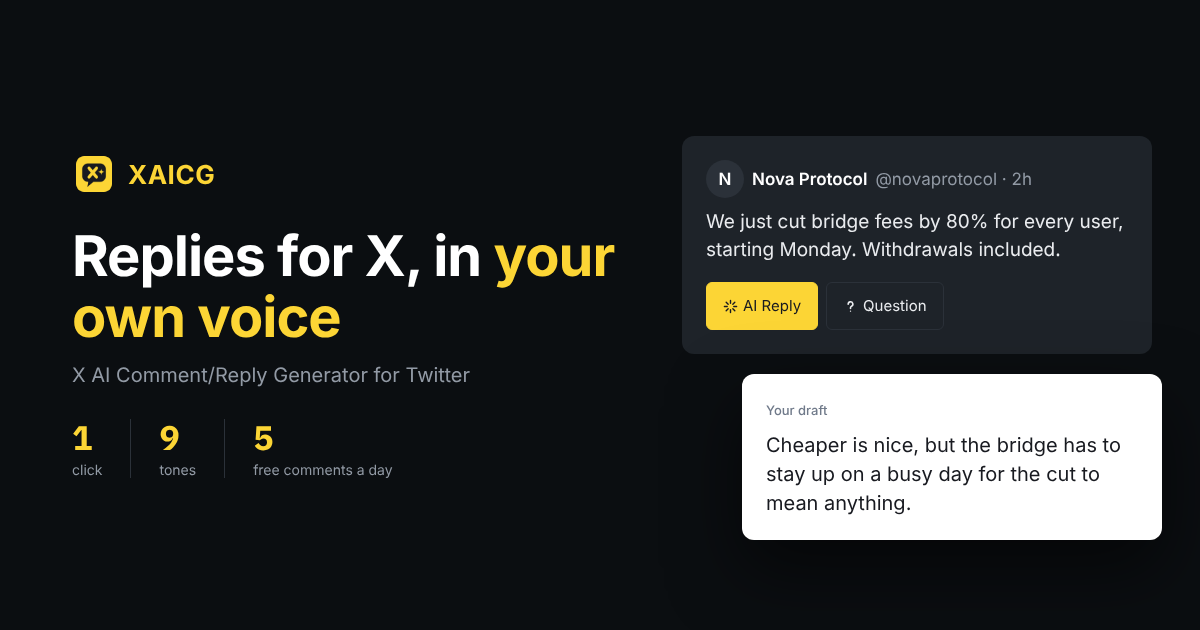 XAICG
Replies for X, in your
own voice
X AI Comment/Reply Generator for Twitter
1
click
9
tones
5
free comments a day
N
Nova Protocol @novaprotocol · 2h
We just cut bridge fees by 80% for every user,
starting Monday. Withdrawals included.
AI Reply
? Question
Your draft
Cheaper is nice, but the bridge has to
stay up on a busy day for the cut to
mean anything.